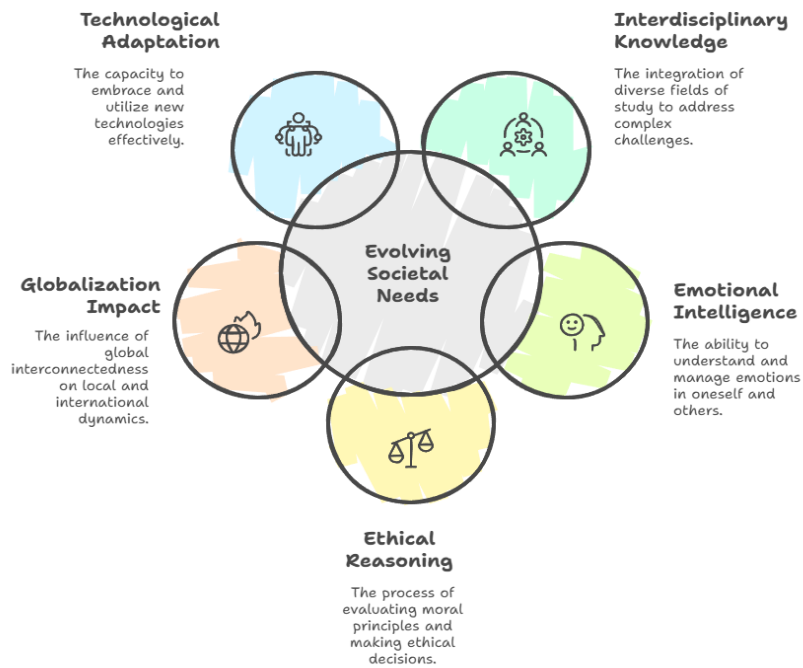 Technological
Adaptation
The capacity to
embrace and
utilize new
technologies
effectively.
Interdisciplinary
Knowledge
The integration of
diverse fields of
study to address
complex
challenges.
Evolving
Societal
Needs
Globalization
Impact
The influence of
global
interconnectedness
on local and
international
dynamics.
Emotional
Intelligence
The ability to
understand and
manage emotions
in oneself and
others.
Ethical
Reasoning
The process of
evaluating moral
principles and
making ethical
decisions.